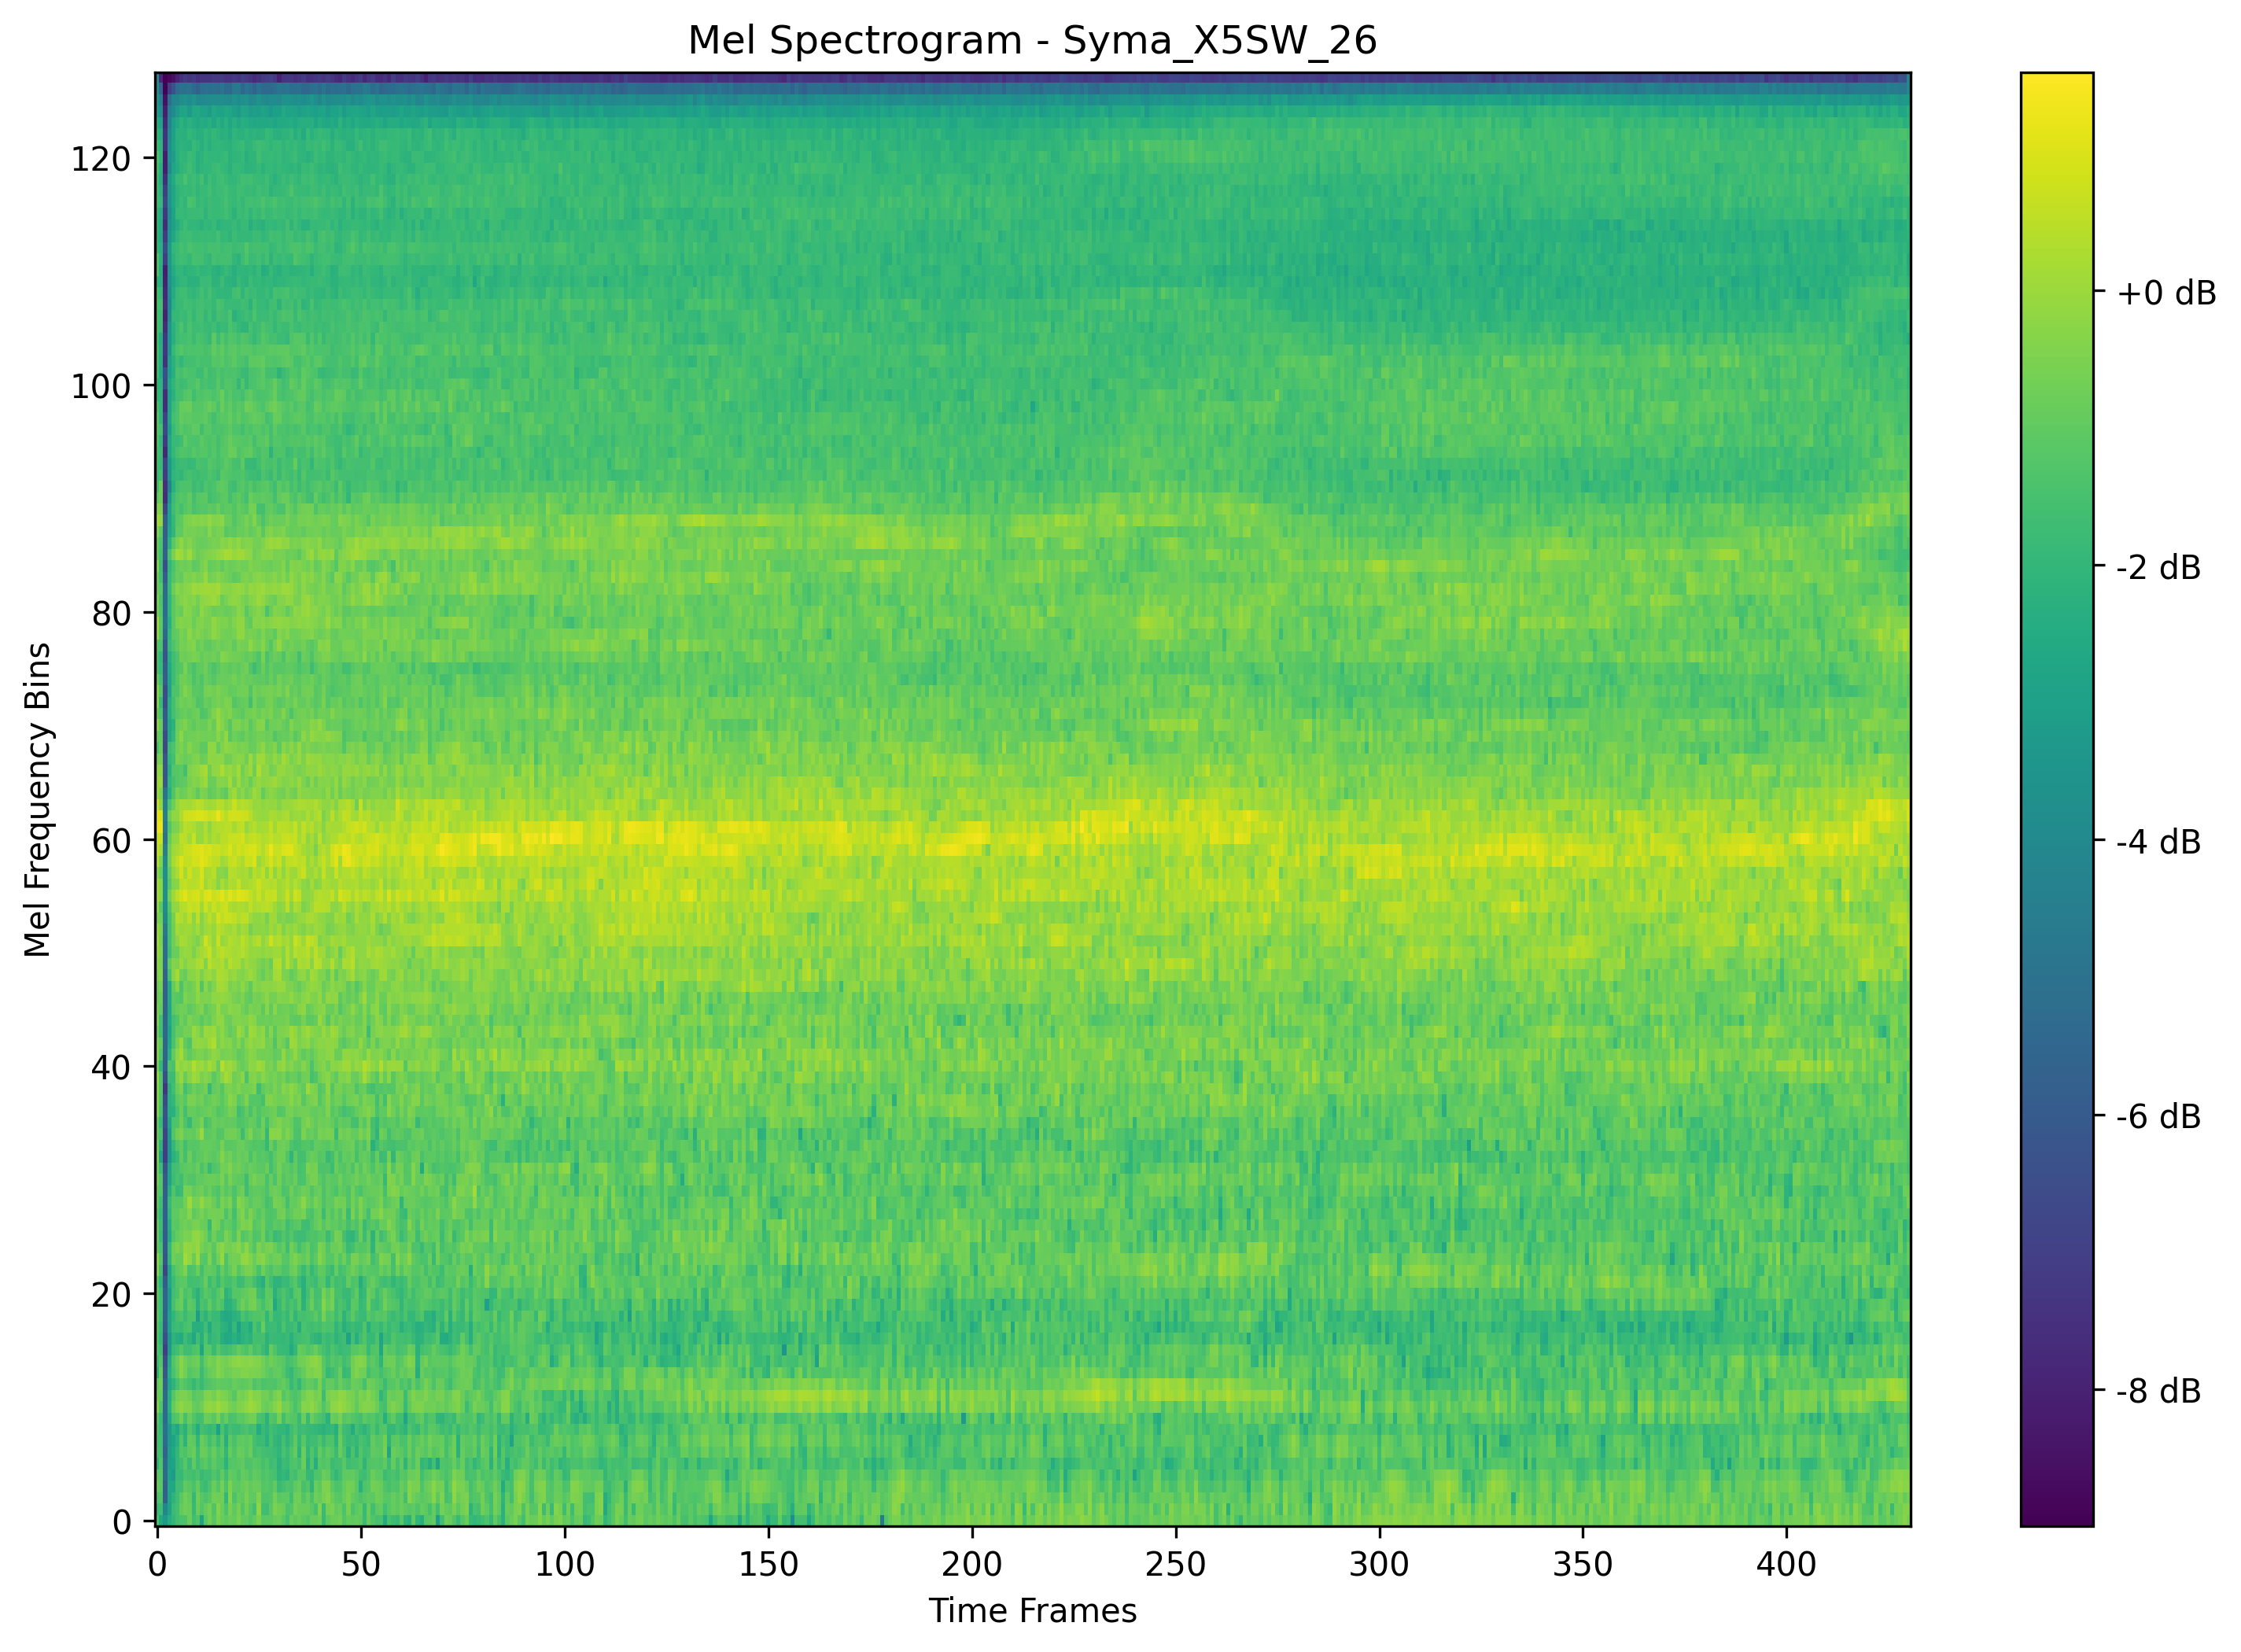 Mel Spectrogram - Syma_X5SW_26
Mel Frequency Bins
120
100
80
60
40
20
0
0 50 100 150 200 250 300 350 400
Time Frames
+0 dB
-2 dB
-4 dB
-6 dB
-8 dB